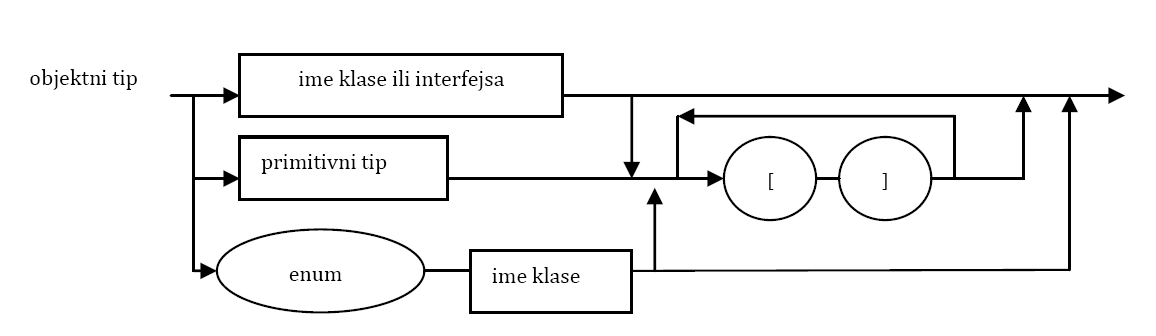 objektni tip
ime klase ili interfejsa
primitivni tip
[
]
enum
ime klase